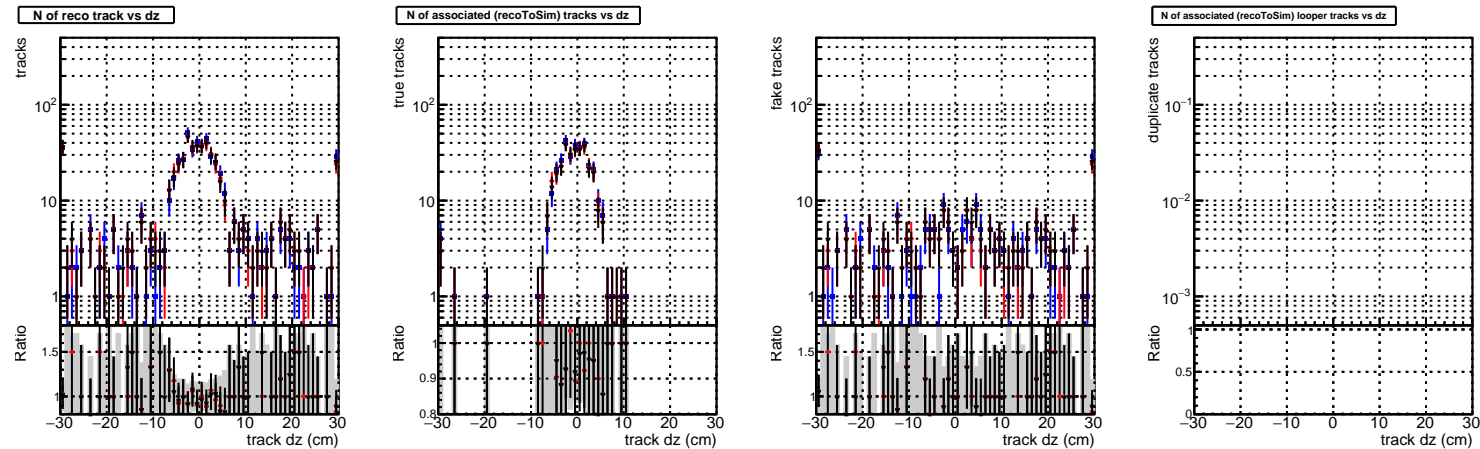 N of reco track vs dz
tracks
10²
10
1
Ratio
1.5
1
−30 −20 −10 0 10 20 30
track dz (cm)
N of associated (recoToSim) tracks vs dz
true tracks
10²
10
1
Ratio
1
0.9
0.8
−30 −20 −10 0 10 20 30
track dz (cm)
fake tracks
10²
10
1
Ratio
1.5
1
−30 −20 −10 0 10 20 30
track dz (cm)
N of associated (recoToSim) looper tracks vs dz
duplicate tracks
10⁻¹
10⁻²
10⁻³
Ratio
1
0.5
0
−30 −20 −10 0 10 20 30
track dz (cm)